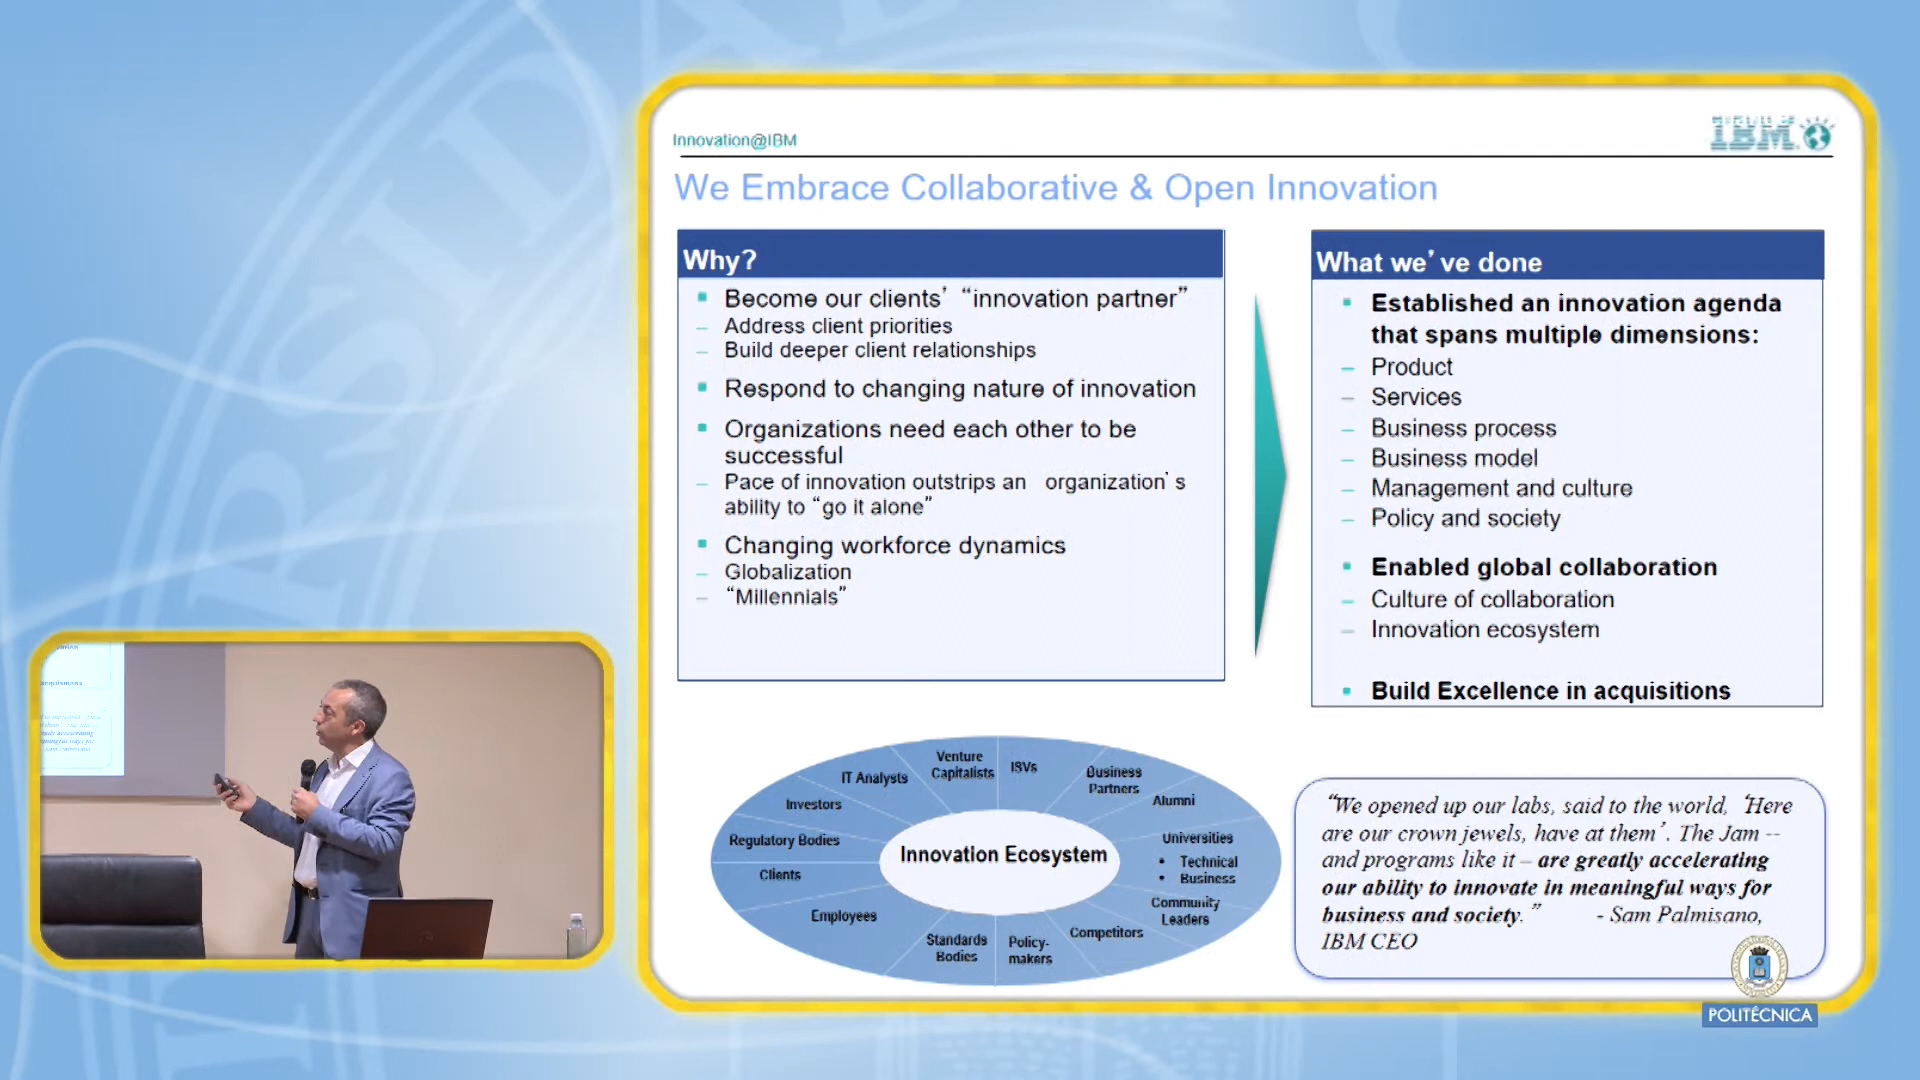 Innovation@IBM
IBM
We Embrace Collaborative & Open Innovation
Why?
Become our clients’ “innovation partner”
– Address client priorities
– Build deeper client relationships
Respond to changing nature of innovation
Organizations need each other to be
successful
– Pace of innovation outstrips an organization’s
ability to “go it alone”
Changing workforce dynamics
– Globalization
– “Millennials”
What we’ve done
Established an innovation agenda
that spans multiple dimensions:
– Product
– Services
– Business process
– Business model
– Management and culture
– Policy and society
Enabled global collaboration
– Culture of collaboration
– Innovation ecosystem
Build Excellence in acquisitions
Innovation Ecosystem
Venture
Capitalists
ISVs
Business
Partners
Alumni
Universities
• Technical
• Business
Community
Leaders
Competitors
Policy-
makers
Standards
Bodies
Employees
Clients
Regulatory Bodies
Investors
IT Analysts
“We opened up our labs, said to the world, ‘Here
are our crown jewels, have at them’. The Jam --
and programs like it – are greatly accelerating
our ability to innovate in meaningful ways for
business and society.” - Sam Palmisano,
IBM CEO
POLITÉCNICA